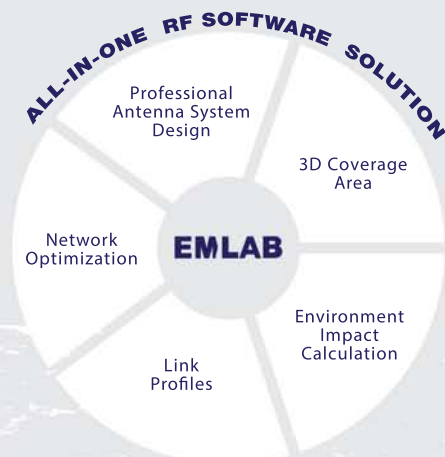 ALL-IN-ONE RF SOFTWARE SOLUTION
Professional
Antenna System
Design
3D Coverage
Area
Network
Optimization
EMLAB
Environment
Impact
Calculation
Link
Profiles